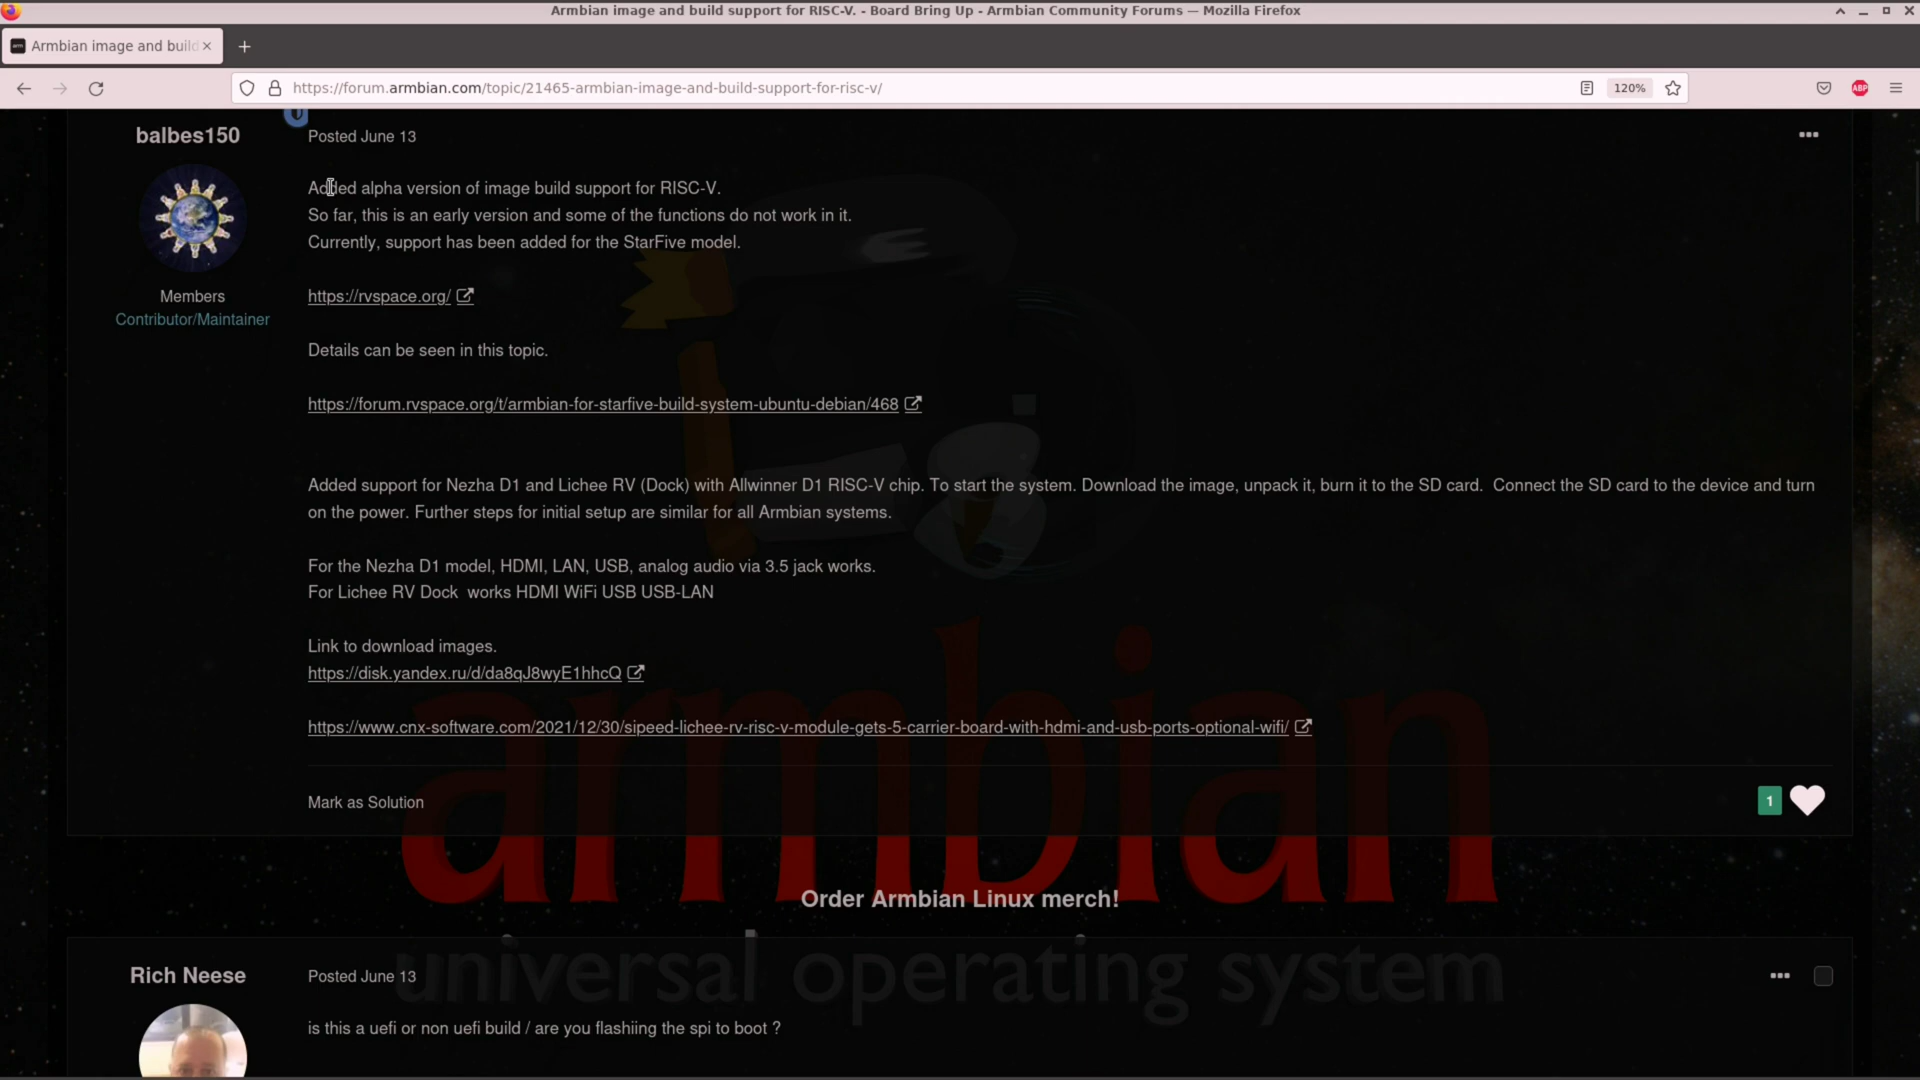 Armbian image and build support for RISC-V. - Board Bring Up - Armbian Community Forums — Mozilla Firefox
Armbian image and build
https://forum.armbian.com/topic/21465-armbian-image-and-build-support-for-risc-v/
120%
ABP
balbes150
Posted June 13
Added alpha version of image build support for RISC-V.
So far, this is an early version and some of the functions do not work in it.
Currently, support has been added for the StarFive model.
https://rvspace.org/
Members
Contributor/Maintainer
Details can be seen in this topic.
https://forum.rvspace.org/t/armbian-for-starfive-build-system-ubuntu-debian/468
Added support for Nezha D1 and Lichee RV (Dock) with Allwinner D1 RISC-V chip. To start the system. Download the image, unpack it, burn it to the SD card.  Connect the SD card to the device and turn
on the power. Further steps for initial setup are similar for all Armbian systems.
For the Nezha D1 model, HDMI, LAN, USB, analog audio via 3.5 jack works.
For Lichee RV Dock  works HDMI WiFi USB USB-LAN
Link to download images.
https://disk.yandex.ru/d/da8qJ8wyE1hhcQ
https://www.cnx-software.com/2021/12/30/sipeed-lichee-rv-risc-v-module-gets-5-carrier-board-with-hdmi-and-usb-ports-optional-wifi/
Mark as Solution
1
armbian
Order Armbian Linux merch!
universal operating system
Rich Neese
Posted June 13
is this a uefi or non uefi build / are you flashiing the spi to boot ?